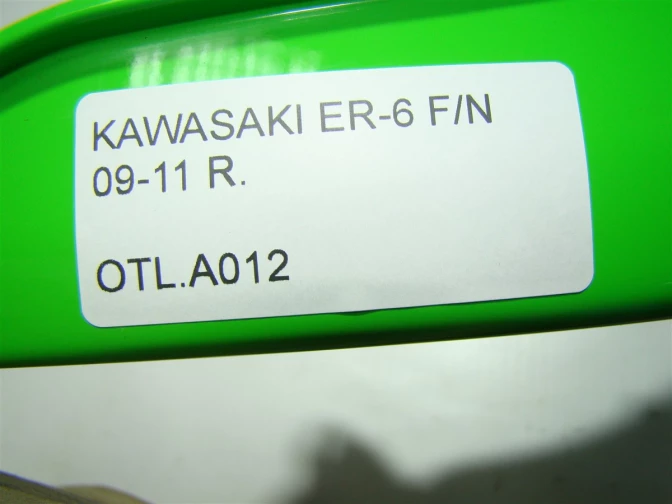 KAWASAKI ER-6 F/N
09-11 R.
OTL.A012